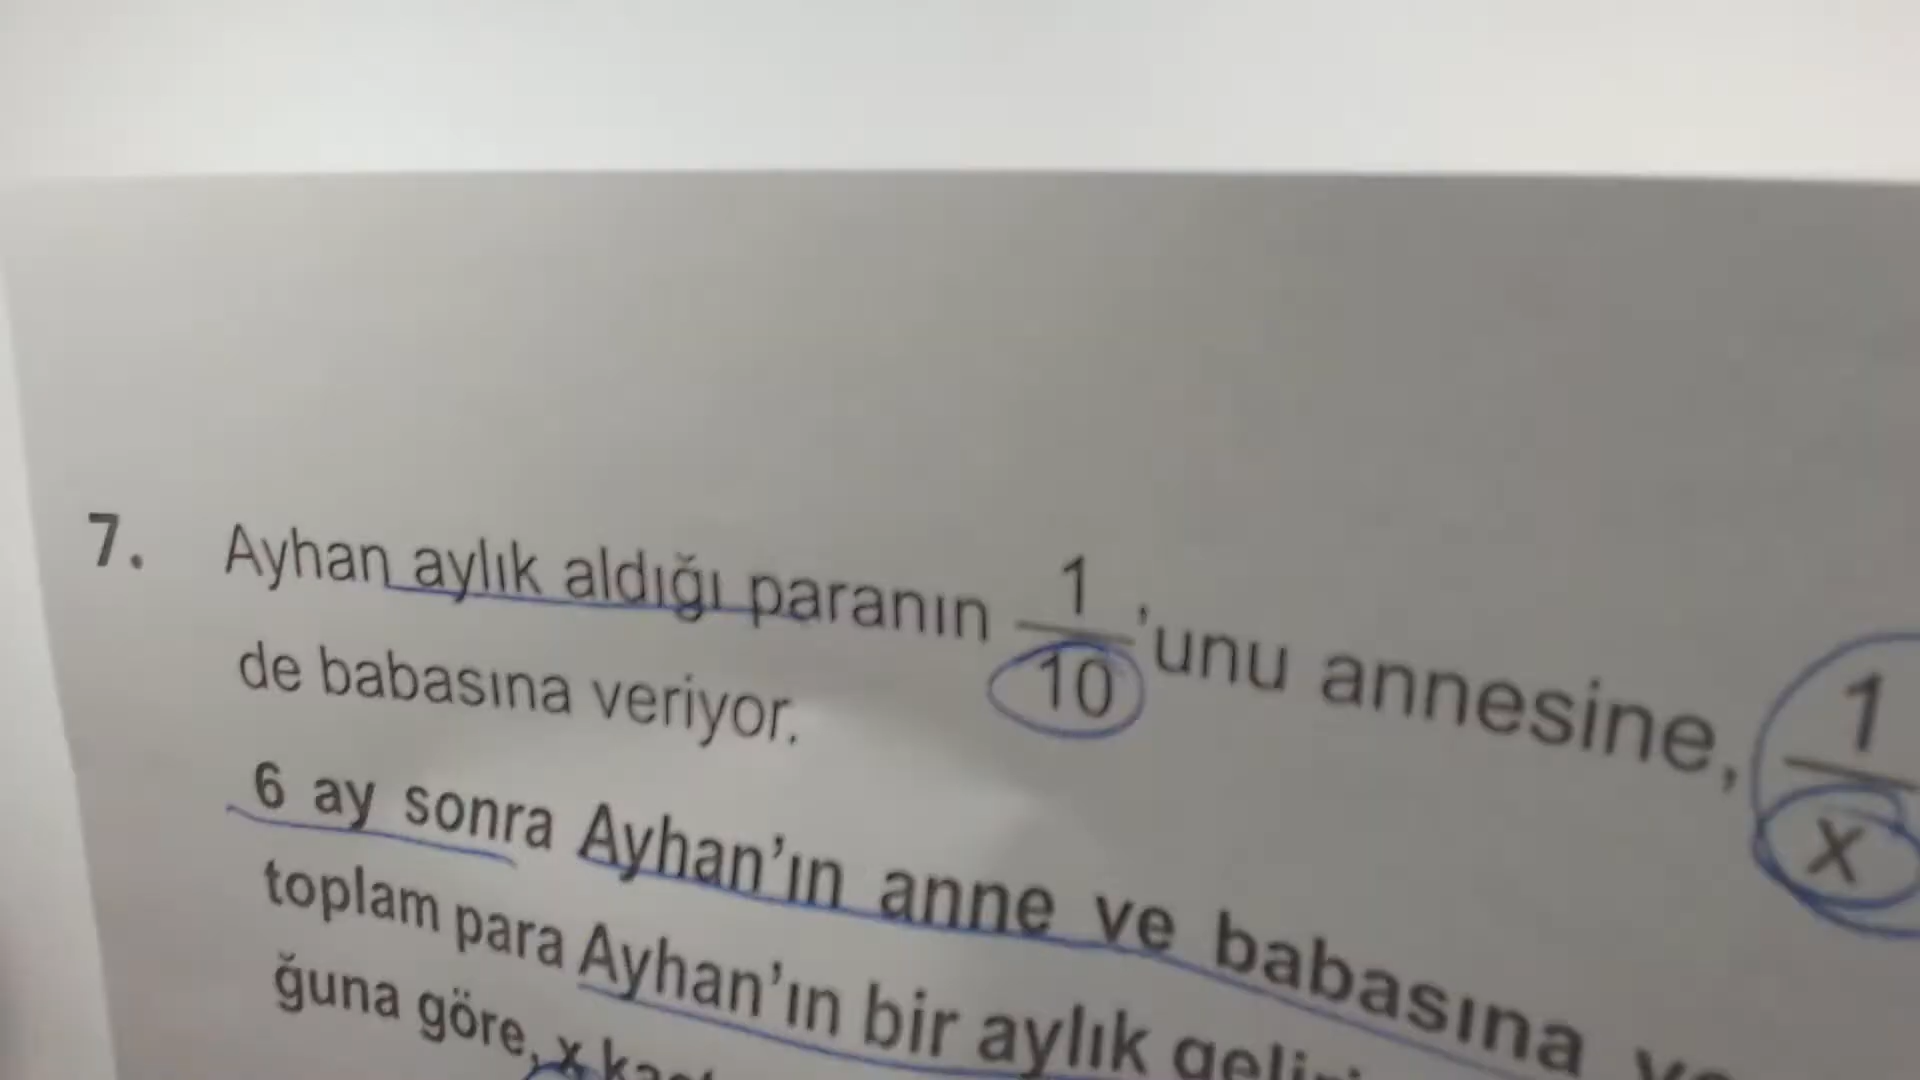 7. Ayhan aylık aldığı paranın 1/10 'unu annesine, 1/x
de babasına veriyor.
6 ay sonra Ayhan'ın anne ve babasına
toplam para Ayhan'ın bir aylık
ğuna göre, x